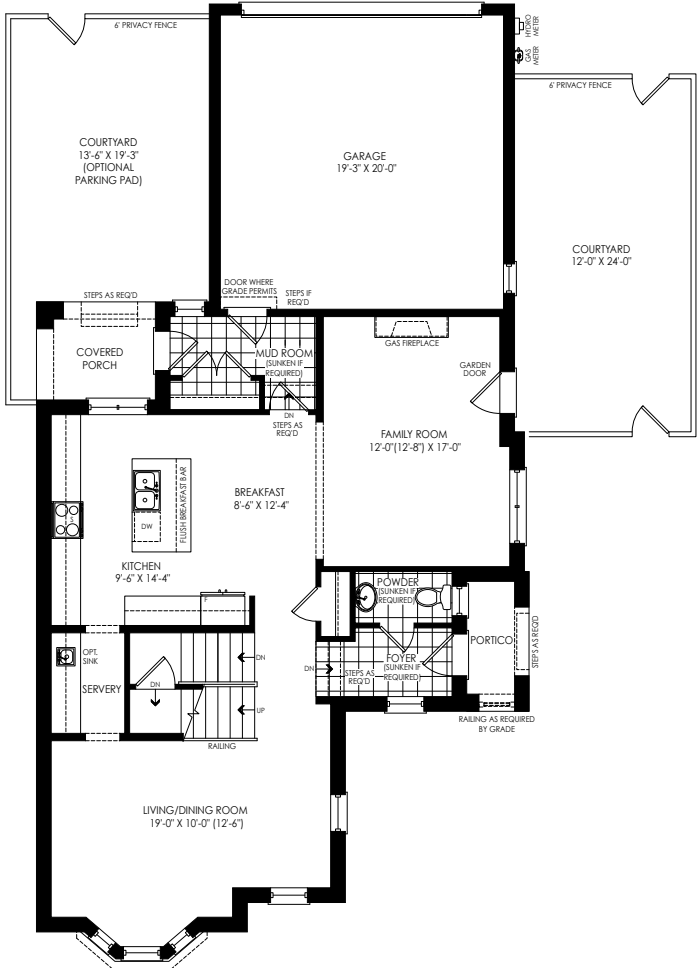 6' PRIVACY FENCE
HYDRO
METER
GAS
METER
6' PRIVACY FENCE
COURTYARD
13'-6" X 19'-3"
(OPTIONAL
PARKING PAD)
GARAGE
19'-3" X 20'-0"
COURTYARD
12'-0" X 24'-0"
STEPS AS REQ'D
DOOR WHERE
GRADE PERMITS
STEPS IF
REQ'D
COVERED
PORCH
MUD ROOM
(SUNKEN IF
REQUIRED)
GAS FIREPLACE
GARDEN
DOOR
DN
STEPS AS
REQ'D
FAMILY ROOM
12'-0"(12'-8") X 17'-0"
BREAKFAST
8'-6" X 12'-4"
FLUSH BREAKFAST BAR
DW
S
KITCHEN
9'-6" X 14'-4"
F
POWDER
(SUNKEN IF
REQUIRED)
PORTICO
STEPS AS REQ'D
FOYER
(SUNKEN IF
REQUIRED)
DN
STEPS AS
REQ'D
OPT.
SINK
SERVERY
DN
DN
UP
RAILING
RAILING AS REQUIRED
BY GRADE
LIVING/DINING ROOM
19'-0" X 10'-0" (12'-6")